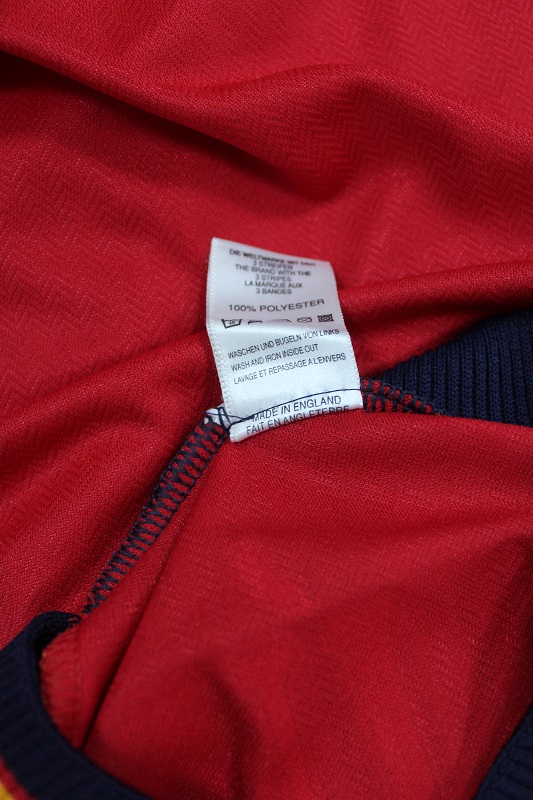 DIE WELTMARKE MIT DEN
3 STREIFEN
THE BRAND WITH THE
3 STRIPES
LA MARQUE AUX
3 BANDES
100% POLYESTER
WASCHEN UND BUGELN VON LINKS
WASH AND IRON INSIDE OUT
LAVAGE ET REPASSAGE A L'ENVERS
MADE IN ENGLAND
FAIT EN ANGLETERRE